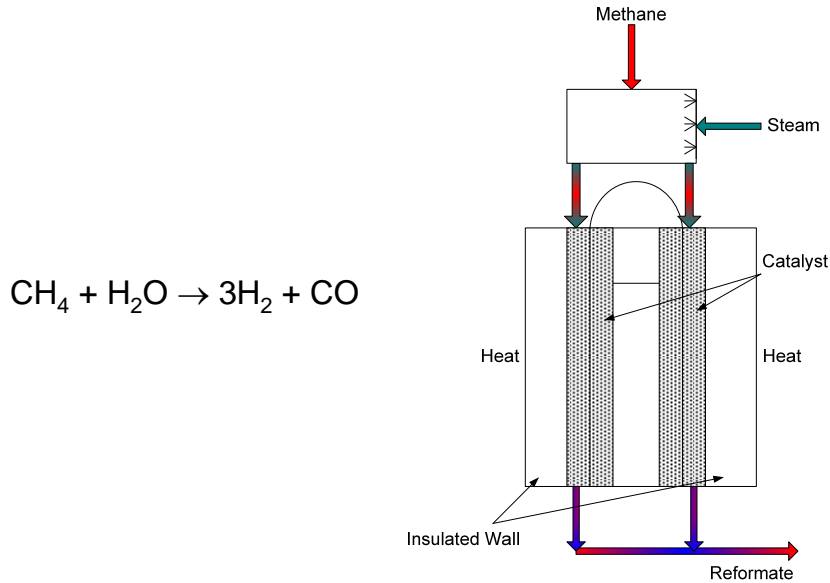 Methane
Steam
Catalyst
CH₄ + H₂O → 3H₂ + CO
Heat
Heat
Insulated Wall
Reformate